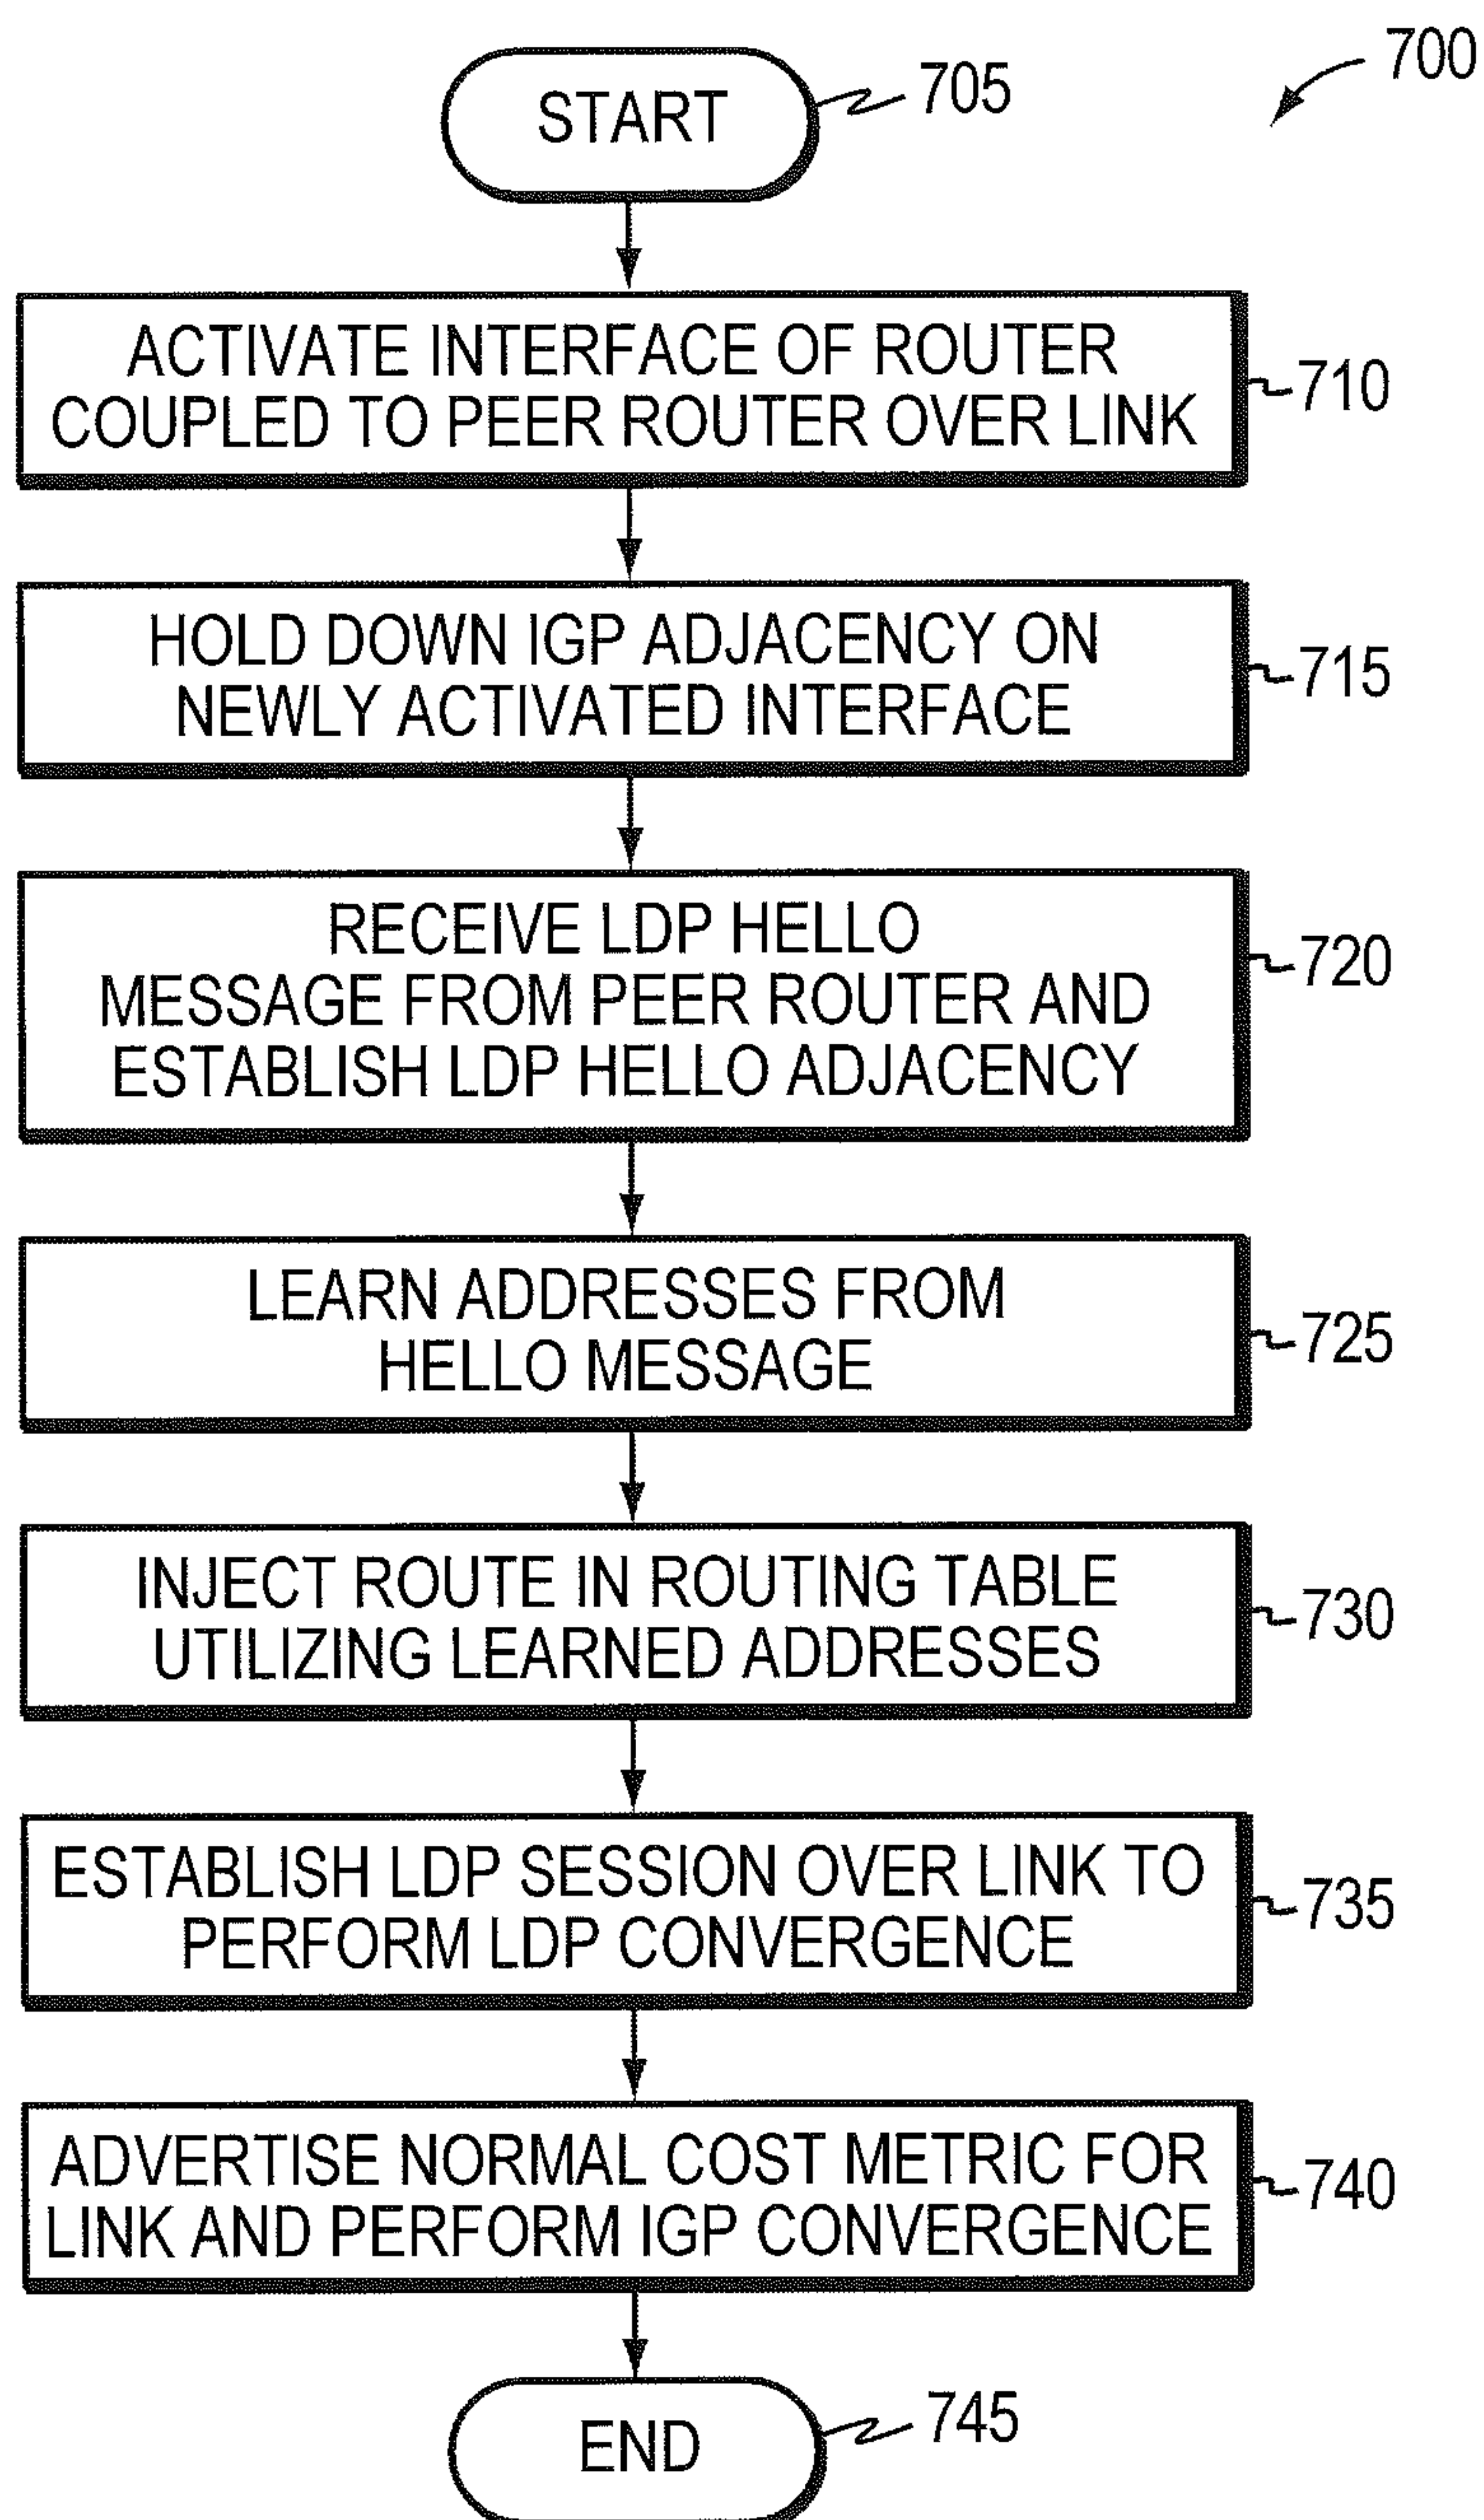 700
START
705
ACTIVATE INTERFACE OF ROUTER
COUPLED TO PEER ROUTER OVER LINK
710
HOLD DOWN IGP ADJACENCY ON
NEWLY ACTIVATED INTERFACE
715
RECEIVE LDP HELLO
MESSAGE FROM PEER ROUTER AND
ESTABLISH LDP HELLO ADJACENCY
720
LEARN ADDRESSES FROM
HELLO MESSAGE
725
INJECT ROUTE IN ROUTING TABLE
UTILIZING LEARNED ADDRESSES
730
ESTABLISH LDP SESSION OVER LINK TO
PERFORM LDP CONVERGENCE
735
ADVERTISE NORMAL COST METRIC FOR
LINK AND PERFORM IGP CONVERGENCE
740
END
745